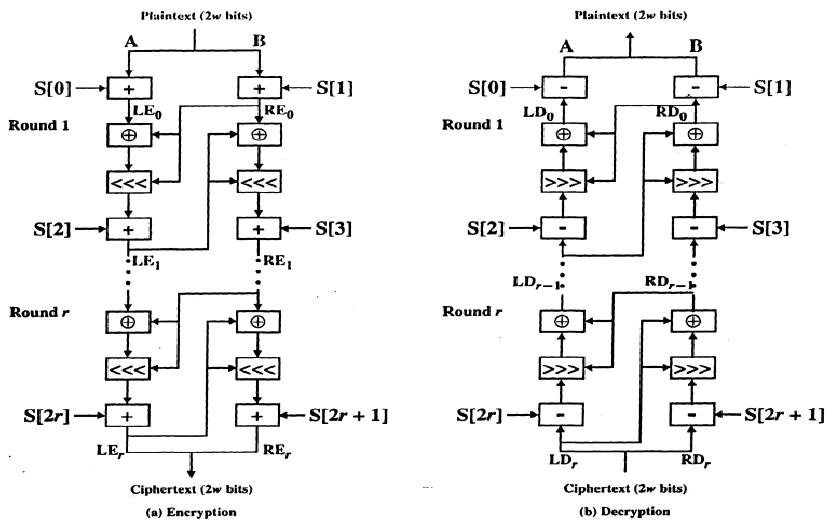 Plaintext (2w bits)
A B
S[0] + + S[1]
LE0 RE0
Round 1 ⊕ ⊕
<<< <<<
S[2] + + S[3]
LE1 RE1
Round r ⊕ ⊕
<<< <<<
S[2r] + + S[2r + 1]
LEr REr
Ciphertext (2w bits)
(a) Encryption
Plaintext (2w bits)
A B
S[0] - - S[1]
LD0 RD0
Round 1 ⊕ ⊕
>>> >>>
S[2] - - S[3]
LDr−1 RDr−1
Round r ⊕ ⊕
>>> >>>
S[2r] - - S[2r + 1]
LDr RDr
Ciphertext (2w bits)
(b) Decryption